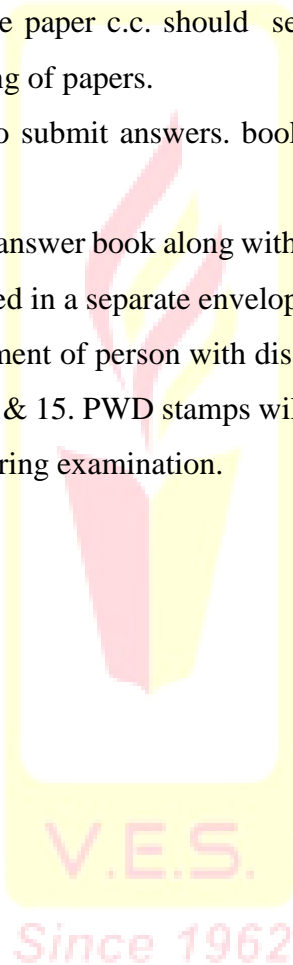 e paper c.c. should se
ng of papers.
o submit answers. book
answer book along with
ed in a separate envelop
ment of person with dis
& 15. PWD stamps wil
ring examination.
V.E.S.
Since 1962